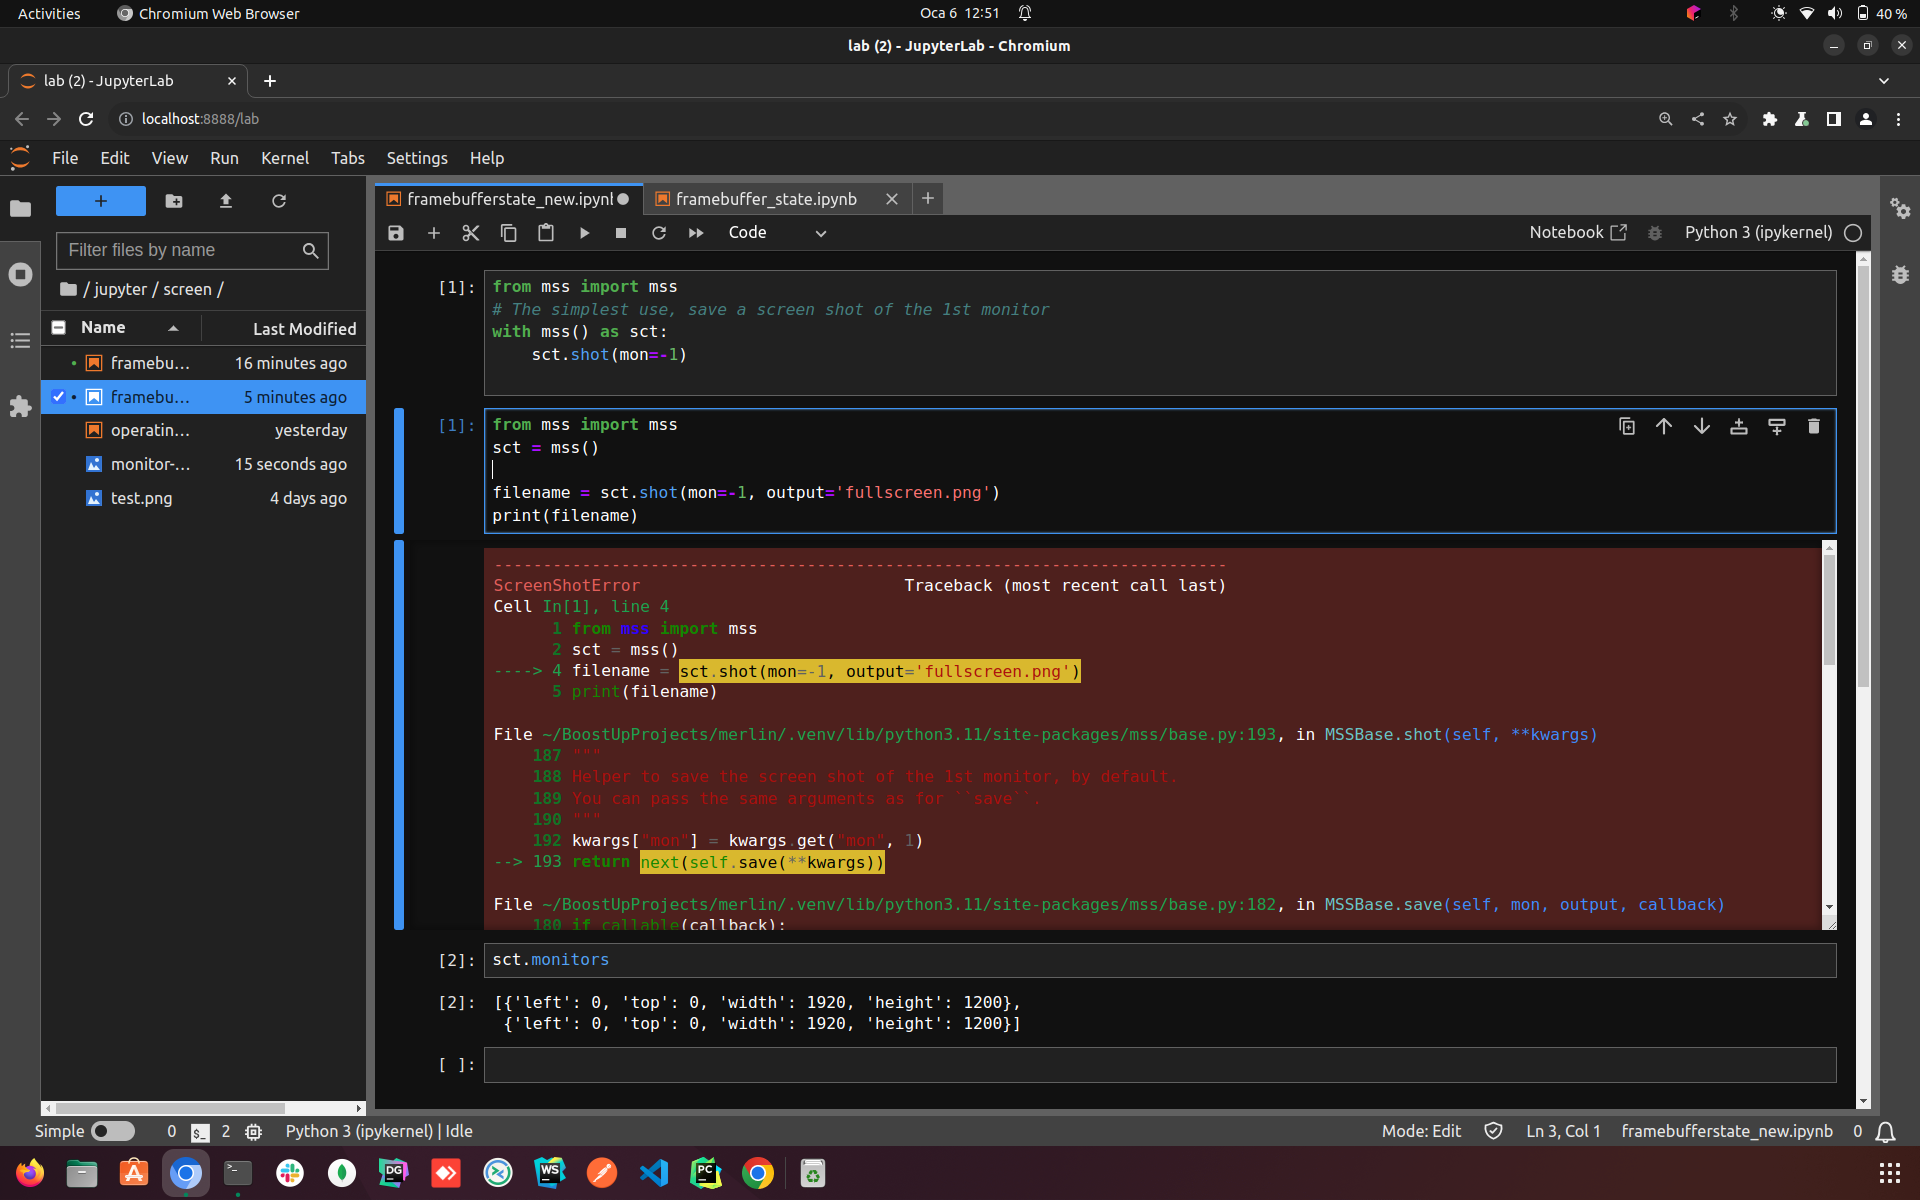 Activities
Chromium Web Browser
Oca 6 12:51
40 %
lab (2) - JupyterLab - Chromium
lab (2) - JupyterLab
localhost:8888/lab
File Edit View Run Kernel Tabs Settings Help
Filter files by name
/ jupyter / screen /
Name Last Modified
framebu... 16 minutes ago
framebu... 5 minutes ago
operatin... yesterday
monitor-... 15 seconds ago
test.png 4 days ago
framebufferstate_new.ipynl
framebuffer_state.ipynb
Code
Notebook
Python 3 (ipykernel)
[1]:
from mss import mss
# The simplest use, save a screen shot of the 1st monitor
with mss() as sct:
    sct.shot(mon=-1)
[1]:
from mss import mss
sct = mss()
filename = sct.shot(mon=-1, output='fullscreen.png')
print(filename)
---------------------------------------------------------------------------
ScreenShotError                           Traceback (most recent call last)
Cell In[1], line 4
      1 from mss import mss
      2 sct = mss()
----> 4 filename = sct.shot(mon=-1, output='fullscreen.png')
      5 print(filename)
File ~/BoostUpProjects/merlin/.venv/lib/python3.11/site-packages/mss/base.py:193, in MSSBase.shot(self, **kwargs)
    187 """
    188 Helper to save the screen shot of the 1st monitor, by default.
    189 You can pass the same arguments as for ``save``.
    190 """
    192 kwargs["mon"] = kwargs.get("mon", 1)
--> 193 return next(self.save(**kwargs))
File ~/BoostUpProjects/merlin/.venv/lib/python3.11/site-packages/mss/base.py:182, in MSSBase.save(self, mon, output, callback)
    180 if callable(callback):
[2]:
sct.monitors
[2]:
[{'left': 0, 'top': 0, 'width': 1920, 'height': 1200},
 {'left': 0, 'top': 0, 'width': 1920, 'height': 1200}]
[ ]:
Simple
0
$_
2
Python 3 (ipykernel) | Idle
Mode: Edit
Ln 3, Col 1
framebufferstate_new.ipynb
0
>_
DG
WS
PC